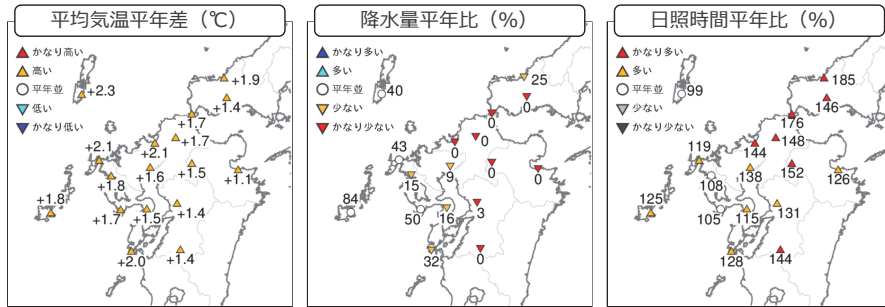 平均気温平年差（℃）
かなり高い
高い
平年並
低い
かなり低い
+1.9
+2.3
+1.4
+1.7
+1.7
+2.1
+2.1
+1.6
+1.5
+1.1
+1.8
+1.8
+1.7
+1.5
+1.4
+2.0
+1.4
降水量平年比（%）
かなり多い
多い
平年並
少ない
かなり少ない
25
40
0
0
0
43
0
9
0
0
15
84
50
16
3
32
0
日照時間平年比（%）
かなり多い
多い
平年並
少ない
かなり少ない
185
99
146
176
148
119
144
138
152
126
108
125
105
115
131
128
144